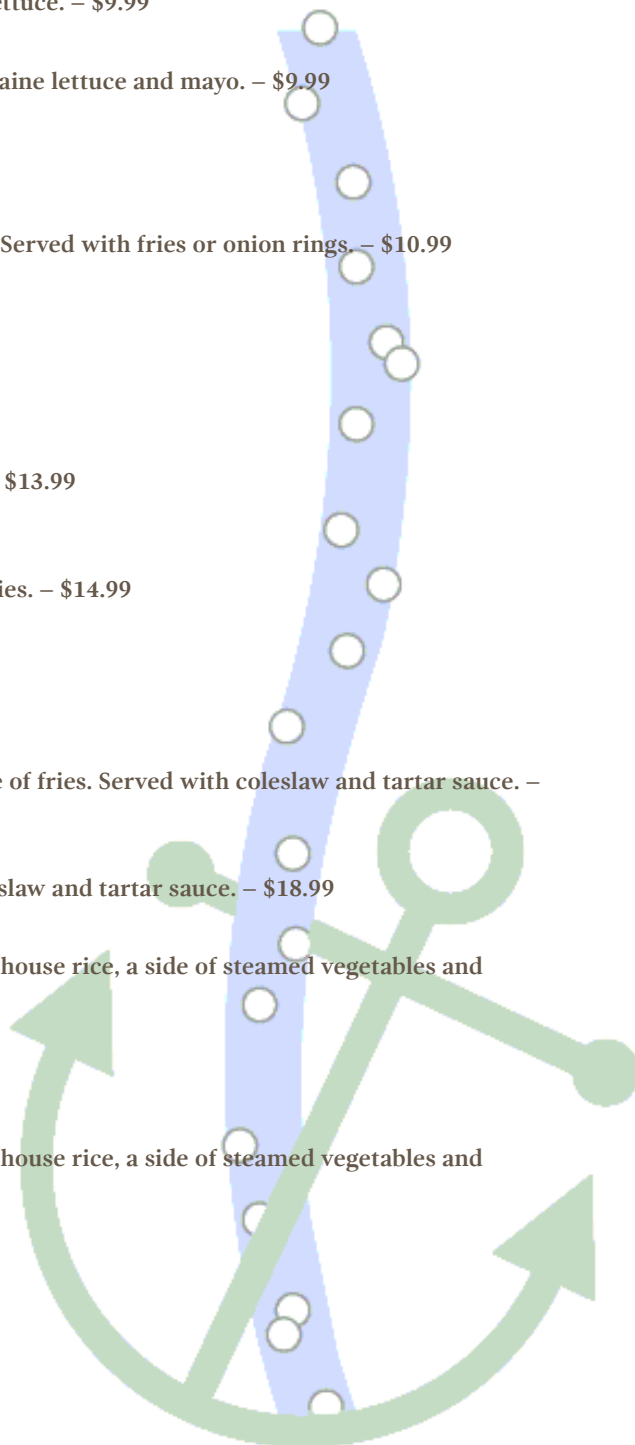 ettuce. – $9.99
aine lettuce and mayo. – $9.99
Served with fries or onion rings. – $10.99
$13.99
ies. – $14.99
e of fries. Served with coleslaw and tartar sauce. –
slaw and tartar sauce. – $18.99
house rice, a side of steamed vegetables and
house rice, a side of steamed vegetables and